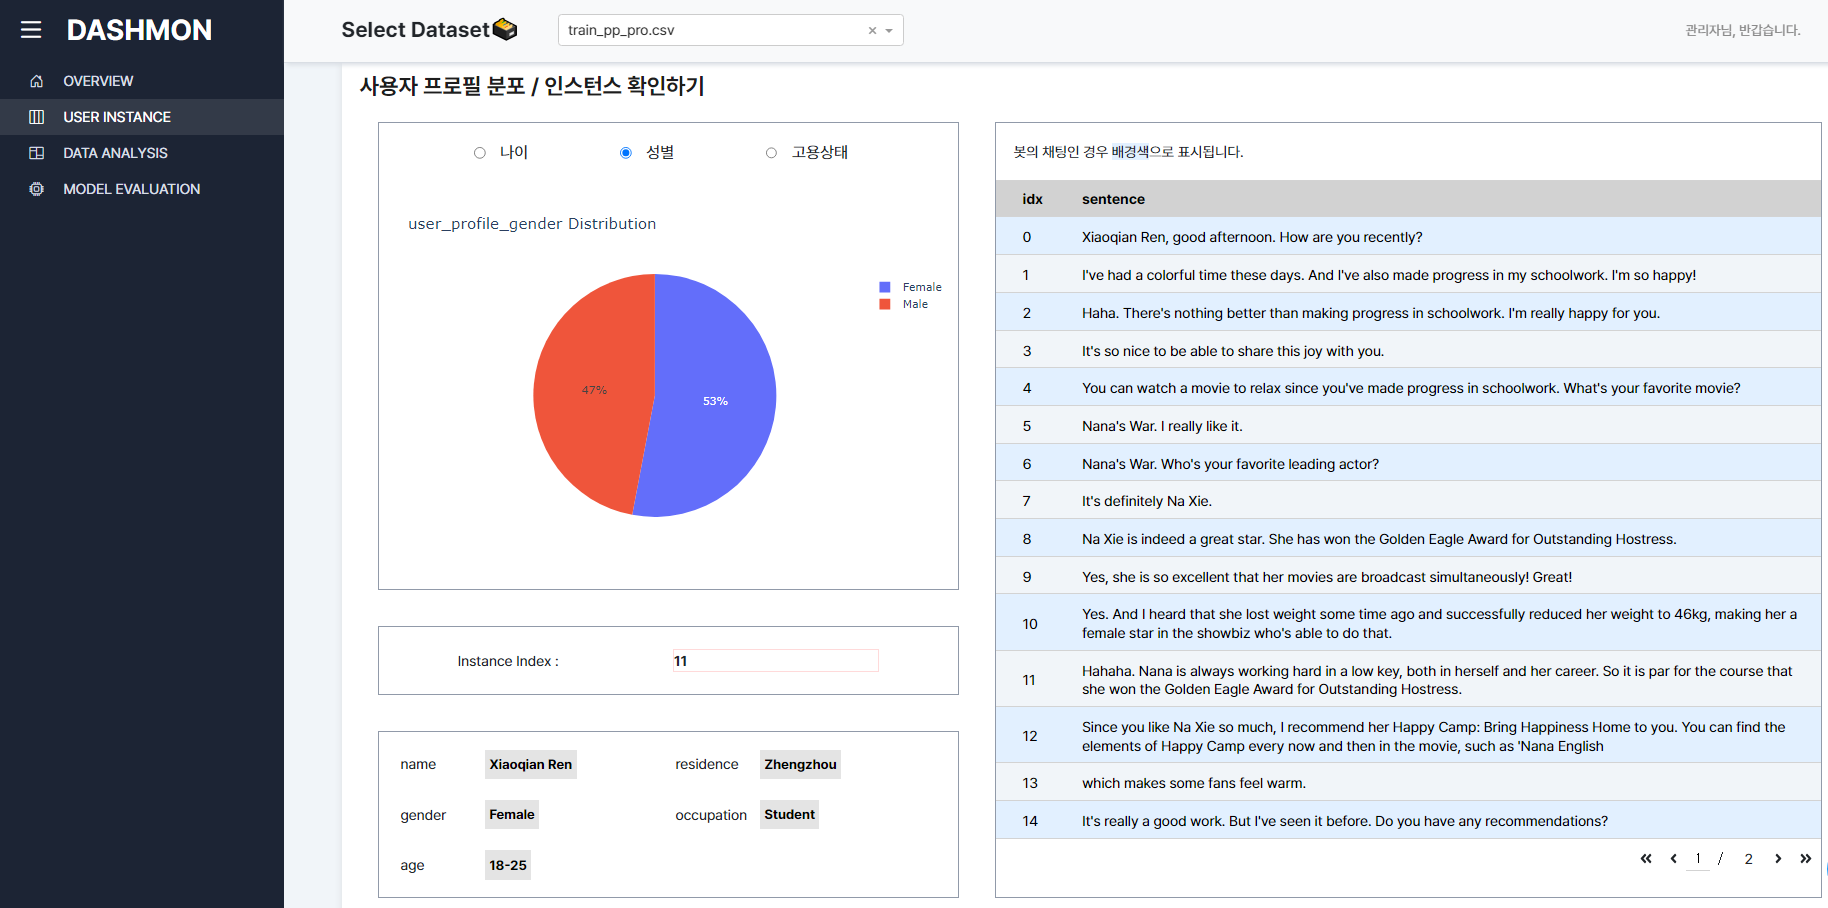 DASHMON
OVERVIEW
USER INSTANCE
DATA ANALYSIS
MODEL EVALUATION
Select Dataset
train_pp_pro.csv
관리자님, 반갑습니다.
사용자 프로필 분포 / 인스턴스 확인하기
나이
성별
고용상태
user_profile_gender Distribution
Female
Male
47%
53%
Instance Index :
11
name
Xiaoqian Ren
residence
Zhengzhou
gender
Female
occupation
Student
age
18-25
봇의 채팅인 경우 배경색으로 표시됩니다.
idx sentence
0 Xiaoqian Ren, good afternoon. How are you recently?
1 I've had a colorful time these days. And I've also made progress in my schoolwork. I'm so happy!
2 Haha. There's nothing better than making progress in schoolwork. I'm really happy for you.
3 It's so nice to be able to share this joy with you.
4 You can watch a movie to relax since you've made progress in schoolwork. What's your favorite movie?
5 Nana's War. I really like it.
6 Nana's War. Who's your favorite leading actor?
7 It's definitely Na Xie.
8 Na Xie is indeed a great star. She has won the Golden Eagle Award for Outstanding Hostress.
9 Yes, she is so excellent that her movies are broadcast simultaneously! Great!
10 Yes. And I heard that she lost weight some time ago and successfully reduced her weight to 46kg, making her a
female star in the showbiz who's able to do that.
11 Hahaha. Nana is always working hard in a low key, both in herself and her career. So it is par for the course that
she won the Golden Eagle Award for Outstanding Hostress.
12 Since you like Na Xie so much, I recommend her Happy Camp: Bring Happiness Home to you. You can find the
elements of Happy Camp every now and then in the movie, such as 'Nana English
13 which makes some fans feel warm.
14 It's really a good work. But I've seen it before. Do you have any recommendations?
1 / 2